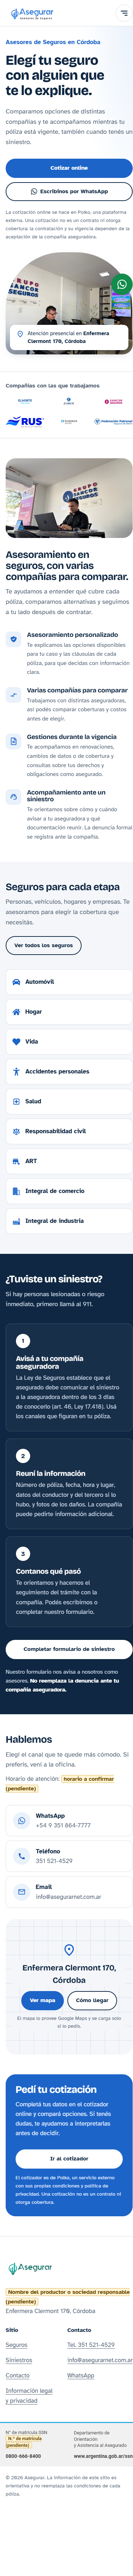 Asegurar
Asesores de Seguros
Asesores de Seguros en Córdoba
Elegí tu seguro
con alguien que
te lo explique.
Comparamos opciones de distintas
compañías y te acompañamos mientras tu
póliza está vigente, también cuando tenés un
siniestro.
Cotizar online
Escribinos por WhatsApp
La cotización online se hace en Polko, una plataforma
externa. Una cotización no es un contrato ni otorga
cobertura: la contratación y su vigencia dependen de la
aceptación de la compañía aseguradora.
Atención presencial en Enfermera
Clermont 170, Córdoba
Compañías con las que trabajamos
RUS
Federación Patronal
Asesoramiento en
seguros, con varias
compañías para comparar.
Te ayudamos a entender qué cubre cada
póliza, comparamos alternativas y seguimos
a tu lado después de contratar.
Asesoramiento personalizado
Te explicamos las opciones disponibles
para tu caso y las condiciones de cada
póliza, para que decidas con información
clara.
Varias compañías para comparar
Trabajamos con distintas aseguradoras,
así podés comparar coberturas y costos
antes de elegir.
Gestiones durante la vigencia
Te acompañamos en renovaciones,
cambios de datos o de cobertura y
consultas sobre tus derechos y
obligaciones como asegurado.
Acompañamiento ante un
siniestro
Te orientamos sobre cómo y cuándo
avisar a tu aseguradora y qué
documentación reunir. La denuncia formal
se registra ante la compañía.
Seguros para cada etapa
Personas, vehículos, hogares y empresas. Te
asesoramos para elegir la cobertura que
necesitás.
Ver todos los seguros
Automóvil
Hogar
Vida
Accidentes personales
Salud
Responsabilidad civil
ART
Integral de comercio
Integral de industria
¿Tuviste un siniestro?
Si hay personas lesionadas o riesgo
inmediato, primero llamá al 911.
1
Avisá a tu compañía
aseguradora
La Ley de Seguros establece que el
asegurado debe comunicar el siniestro
a la aseguradora dentro de los 3 días
de conocerlo (art. 46, Ley 17.418). Usá
los canales que figuran en tu póliza.
2
Reuní la información
Número de póliza, fecha, hora y lugar,
datos del conductor y del tercero si lo
hubo, y fotos de los daños. La compañía
puede pedirte información adicional.
3
Contanos qué pasó
Te orientamos y hacemos el
seguimiento del caso con la
compañía. Podés escribirnos o
completar nuestro formulario.
Completar formulario de siniestro
Nuestro formulario nos avisa a nosotros como
asesores. No reemplaza la denuncia ante tu
compañía aseguradora.
Hablemos
Elegí el canal que te quede más cómodo. Si
preferís, vení a la oficina.
Horario de atención: horario a confirmar
(pendiente)
WhatsApp
+54 9 351 864-7777
Teléfono
351 521-4529
Email
info@asegurarnet.com.ar
Enfermera Clermont 170,
Córdoba
Ver mapa
Cómo llegar
El mapa lo provee Google Maps y se carga solo
si lo pedís.
Pedí tu cotización
Completá tus datos en el cotizador
online y compará opciones. Si tenés
dudas, te ayudamos a interpretarlas
antes de decidir.
Ir al cotizador
El cotizador es de Polko, un servicio externo
con sus propias condiciones y política de
privacidad. Una cotización no es un contrato ni
otorga cobertura.
Asegurar
Nombre del productor o sociedad responsable
(pendiente)
Enfermera Clermont 170, Córdoba
Sitio
Seguros
Siniestros
Contacto
Información legal
y privacidad
Contacto
Tel. 351 521-4529
info@asegurarnet.com.ar
WhatsApp
N° de matrícula SSN
N.° de matrícula
(pendiente)
Departamento de
Orientación
y Asistencia al Asegurado
0800-666-8400
www.argentina.gob.ar/ssn
© 2026 Asegurar. La información de este sitio es
orientativa y no reemplaza las condiciones de cada
póliza.